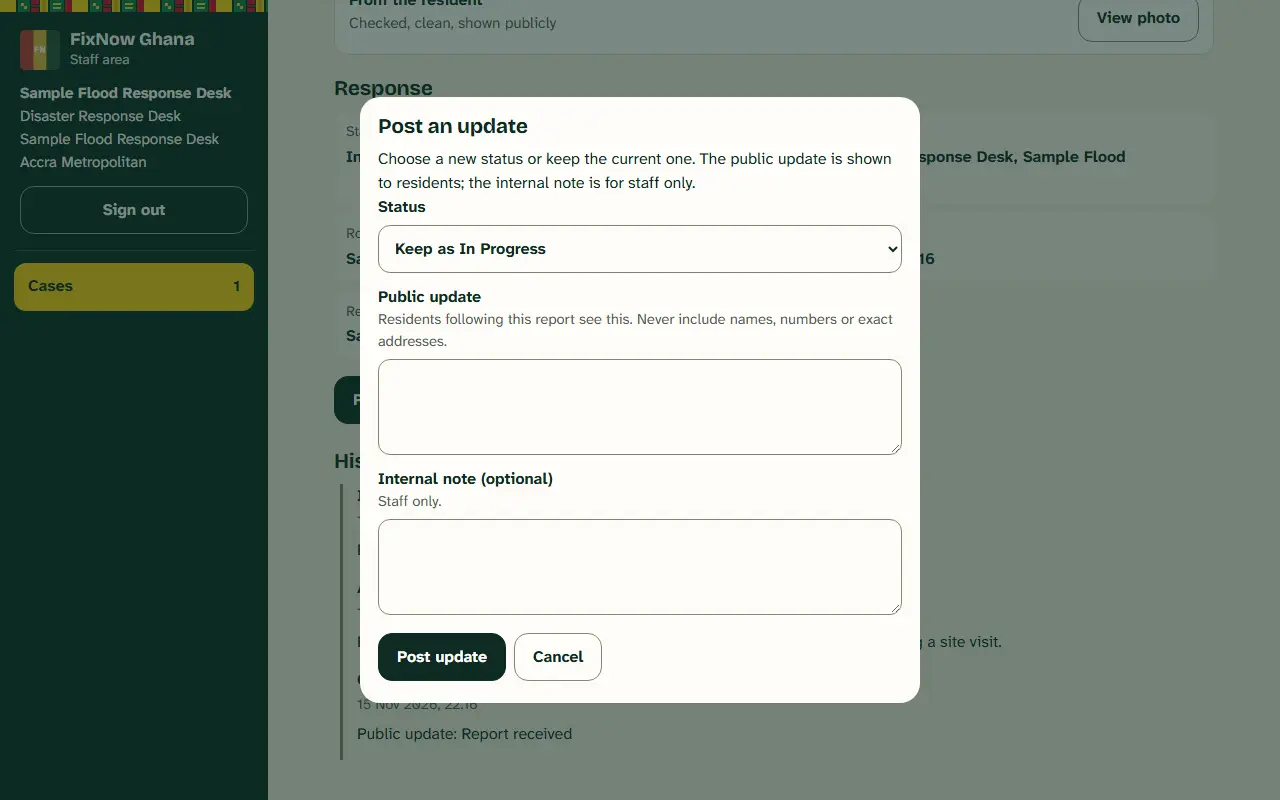 FN
FixNow Ghana
Staff area
Sample Flood Response Desk
Disaster Response Desk
Sample Flood Response Desk
Accra Metropolitan
Sign out
Cases 1
From the resident
Checked, clean, shown publicly
View photo
Response
sponse Desk, Sample Flood
16
Post an update
Choose a new status or keep the current one. The public update is shown
to residents; the internal note is for staff only.
Status
Keep as In Progress
Public update
Residents following this report see this. Never include names, numbers or exact
addresses.
Internal note (optional)
Staff only.
Post update
Cancel
a site visit.
15 Nov 2026, 22:16
Public update: Report received